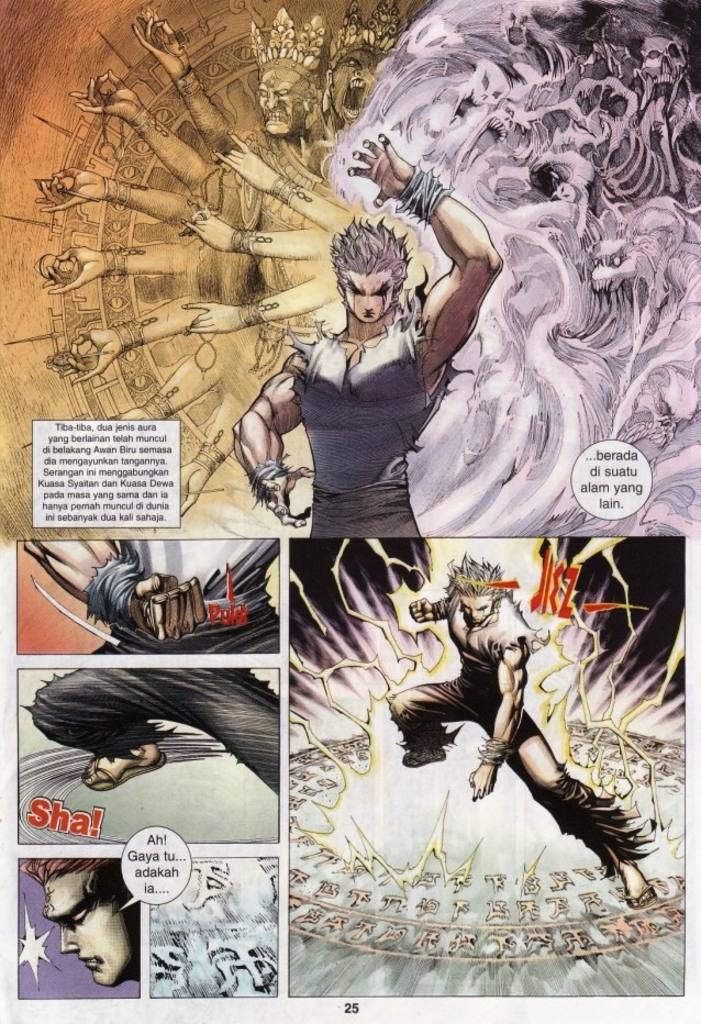 Tiba-tiba, dua jenis aura
yang berlainan telah muncul
di belakang Awan Biru semasa
dia mengayunkan tangannya.
Serangan ini menggabungkan
Kuasa Syaitan dan Kuasa Dewa
pada masa yang sama dan ia
hanya pernah muncul di dunia
ini sebanyak dua kali sahaja.
...berada
di suatu
alam yang
lain.
Sha!
Ah!
Gaya tu...
adakah
ia....
25